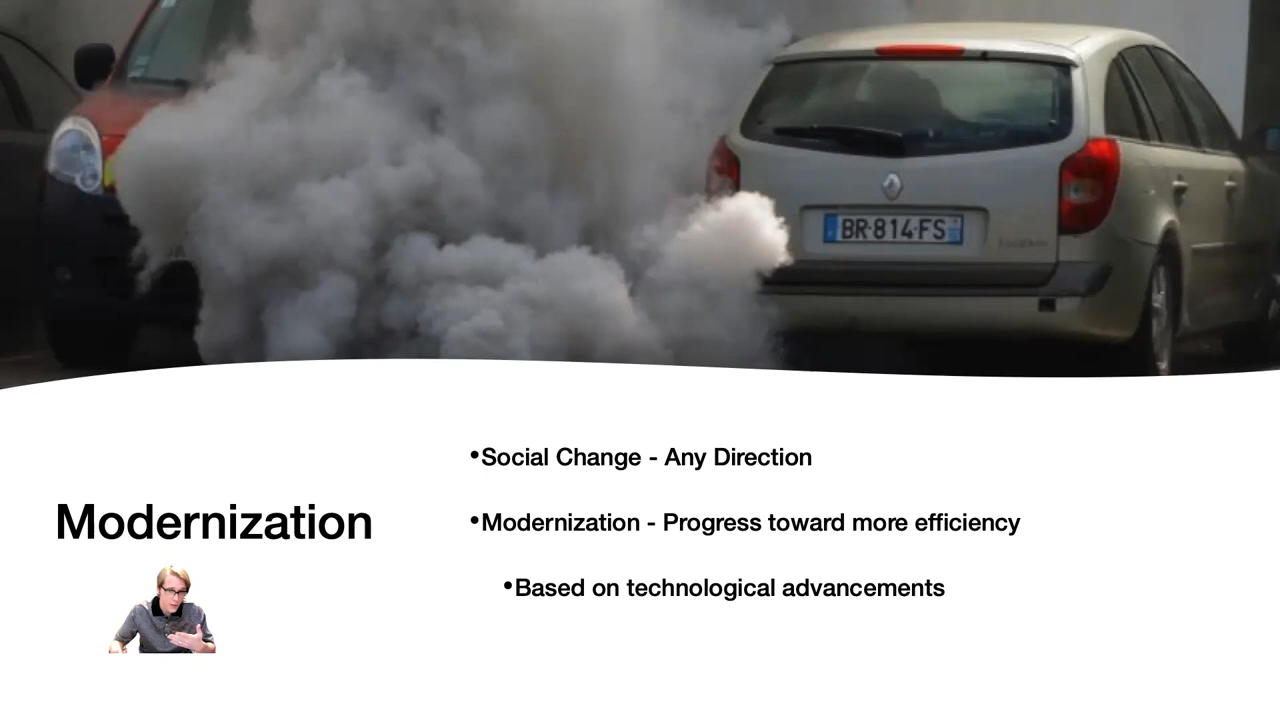 BR-814-FS
•Social Change - Any Direction
Modernization
•Modernization - Progress toward more efficiency
•Based on technological advancements